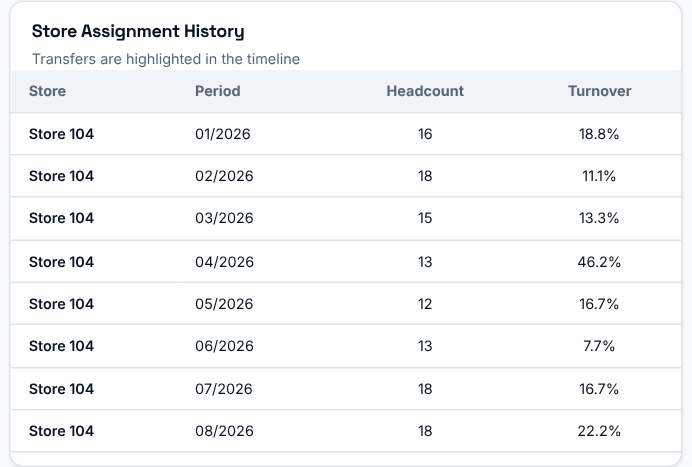 Store Assignment History
Transfers are highlighted in the timeline
Store Period Headcount Turnover
Store 104 01/2026 16 18.8%
Store 104 02/2026 18 11.1%
Store 104 03/2026 15 13.3%
Store 104 04/2026 13 46.2%
Store 104 05/2026 12 16.7%
Store 104 06/2026 13 7.7%
Store 104 07/2026 18 16.7%
Store 104 08/2026 18 22.2%